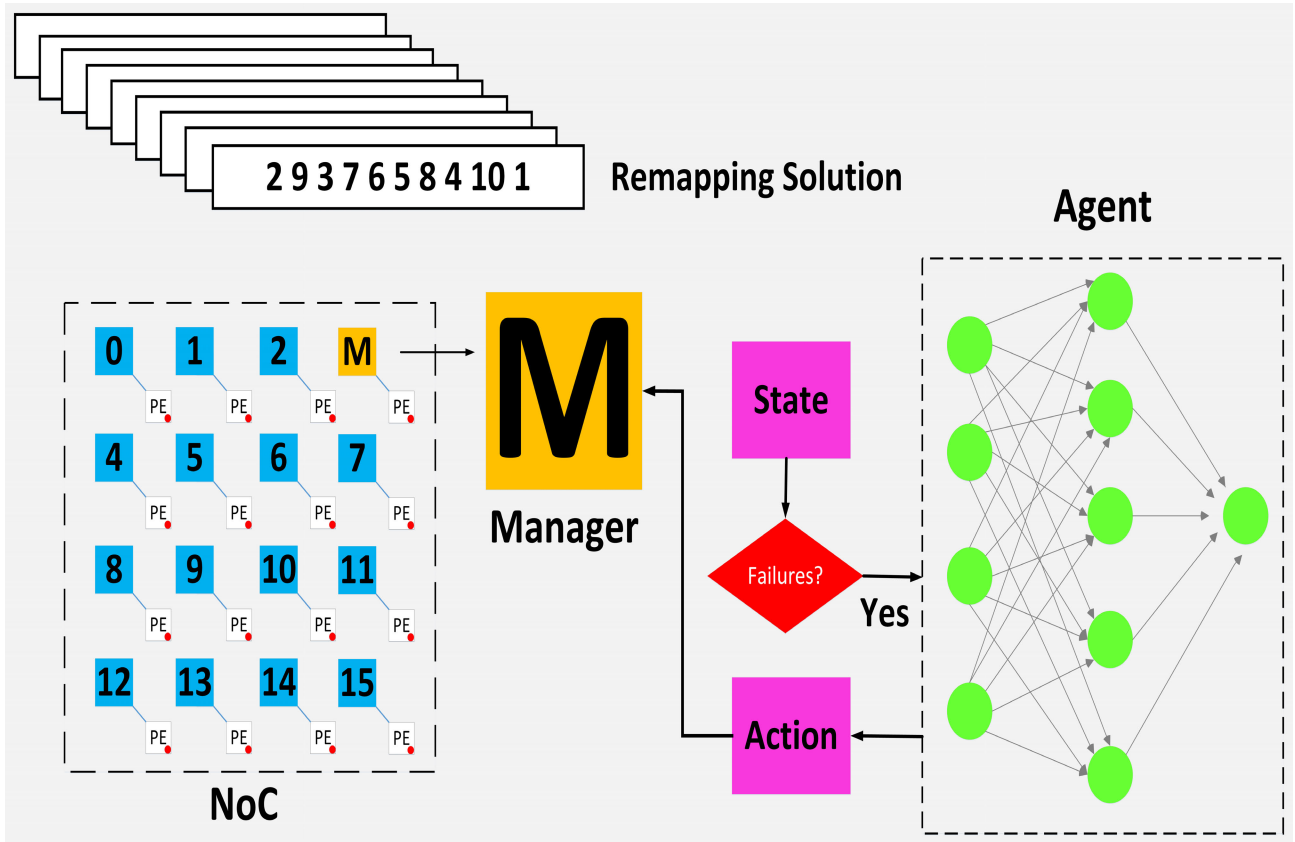 2 9 3 7 6 5 8 4 10 1
Remapping Solution
Agent
0 1 2 M
PE PE PE PE
4 5 6 7
PE PE PE PE
8 9 10 11
PE PE PE PE
12 13 14 15
PE PE PE PE
NoC
M
Manager
State
Failures?
Yes
Action